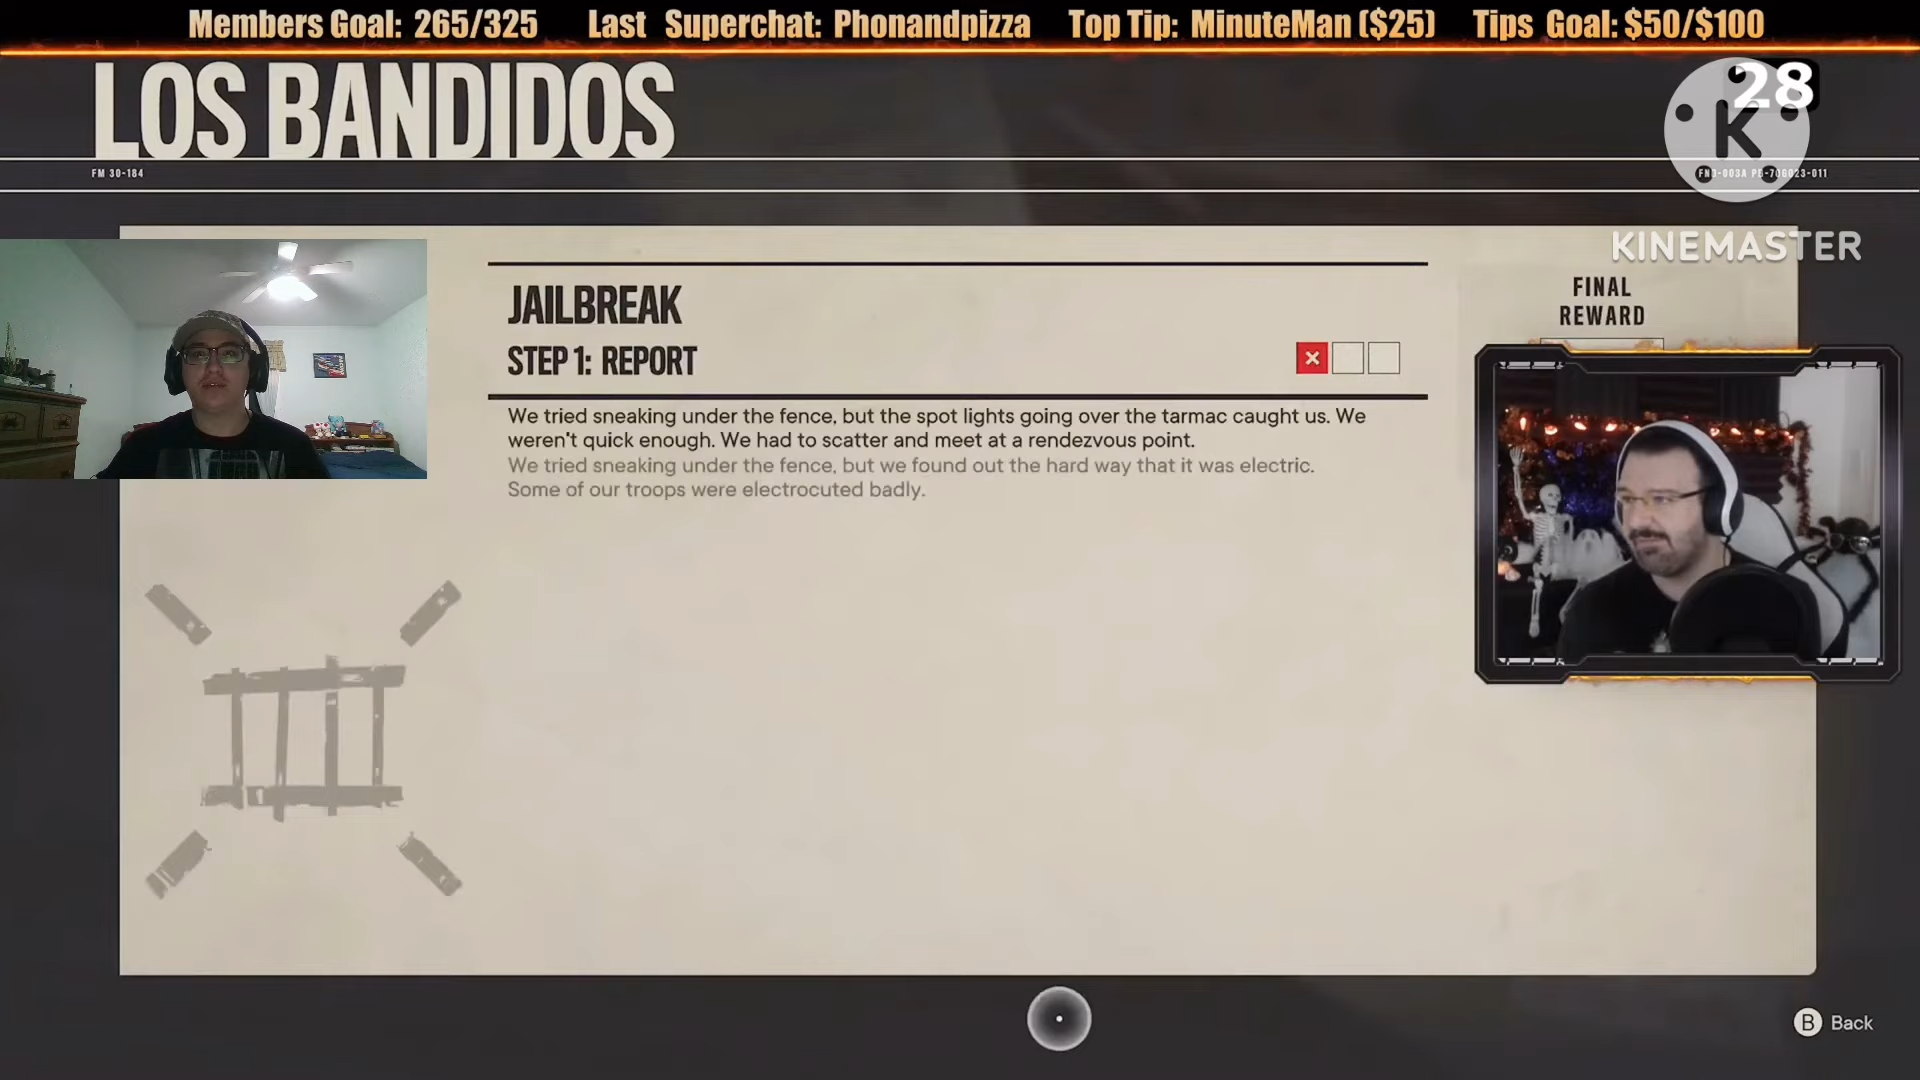 Members Goal: 265/325 Last Superchat: Phonandpizza Top Tip: MinuteMan ($25) Tips Goal: $50/$100
LOS BANDIDOS
28
K
FM 30-184
KINEMASTER
FINAL
REWARD
JAILBREAK
STEP 1: REPORT
We tried sneaking under the fence, but the spot lights going over the tarmac caught us. We
weren't quick enough. We had to scatter and meet at a rendezvous point.
We tried sneaking under the fence, but we found out the hard way that it was electric.
Some of our troops were electrocuted badly.
B Back